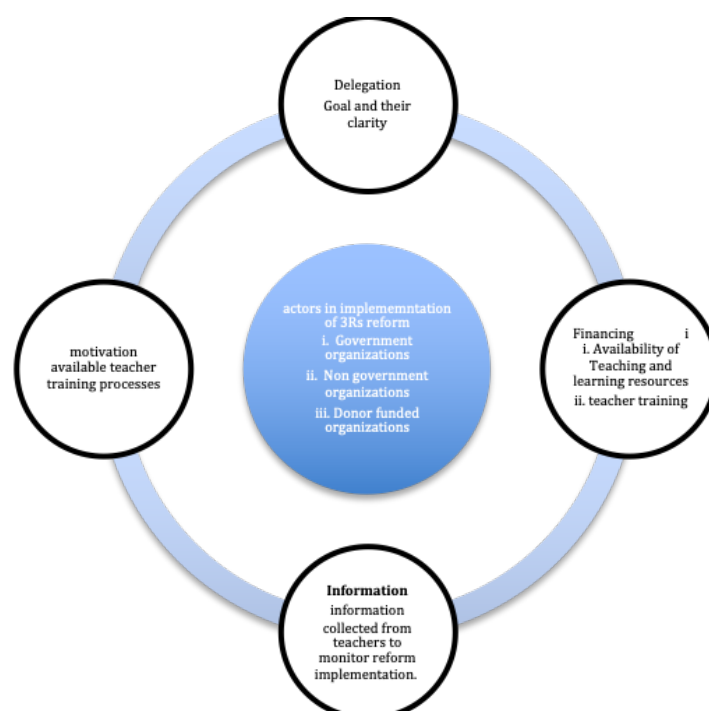 Delegation
Goal and their
clarity
motivation
available teacher
training processes
actors in implememntation
of 3Rs reform
i. Government
organizations
ii. Non government
organizations
iii. Donor funded
organizations
Financing i
i. Availability of
Teaching and
learning resources
ii. teacher training
Information
information
collected from
teachers to
monitor reform
implementation.